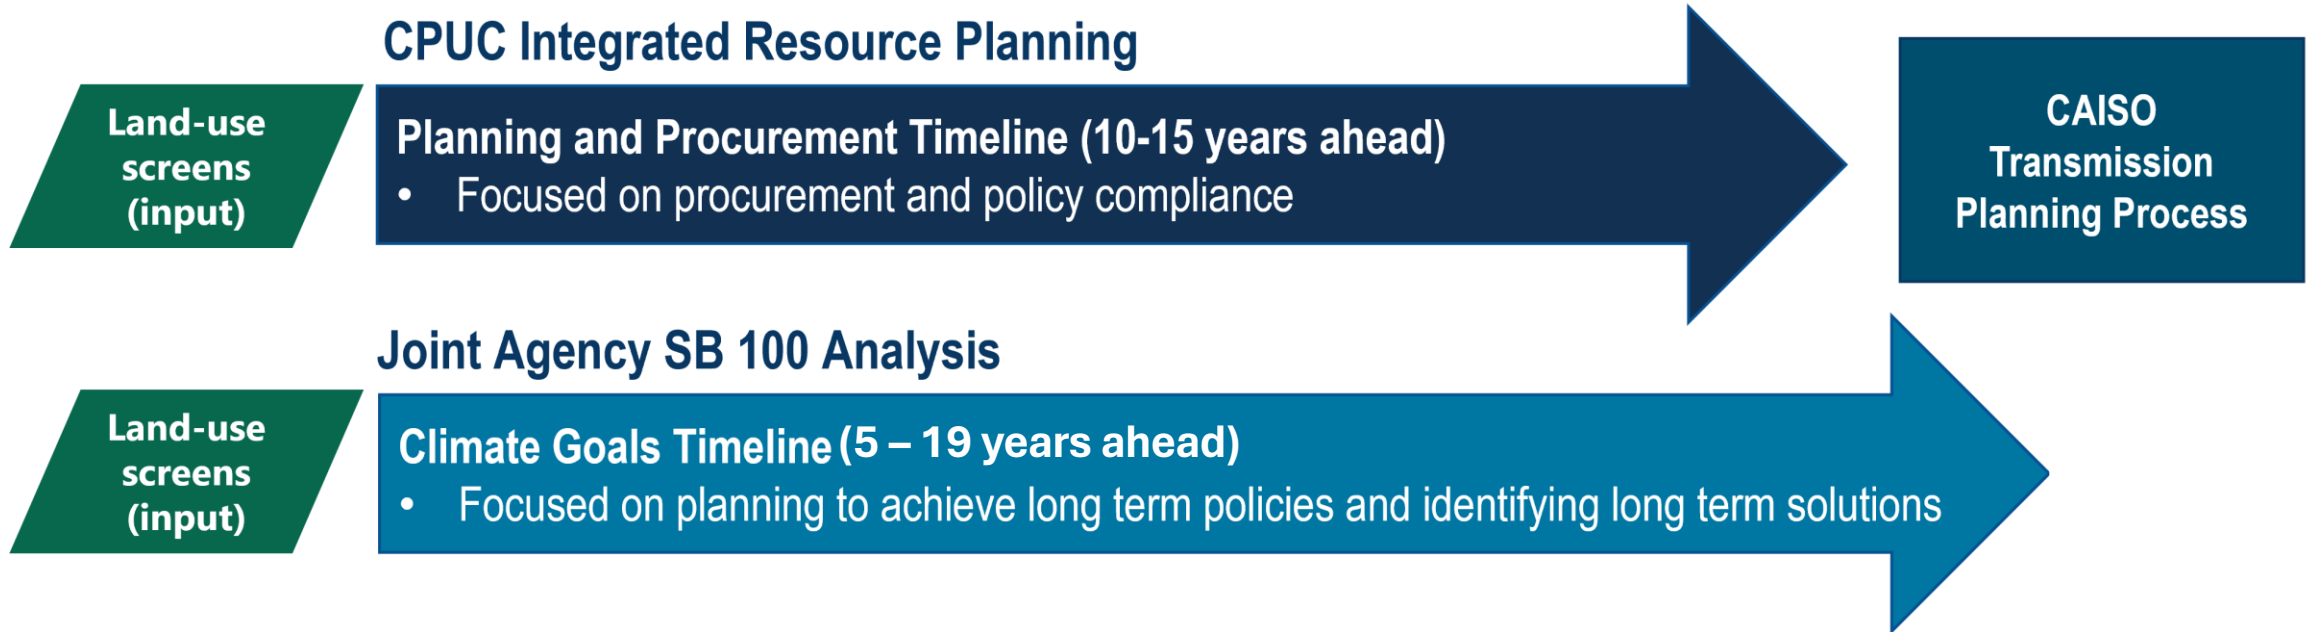 CPUC Integrated Resource Planning
Land-use
screens
(input)
Planning and Procurement Timeline (10-15 years ahead)
• Focused on procurement and policy compliance
CAISO
Transmission
Planning Process
Joint Agency SB 100 Analysis
Land-use
screens
(input)
Climate Goals Timeline (5 – 19 years ahead)
• Focused on planning to achieve long term policies and identifying long term solutions